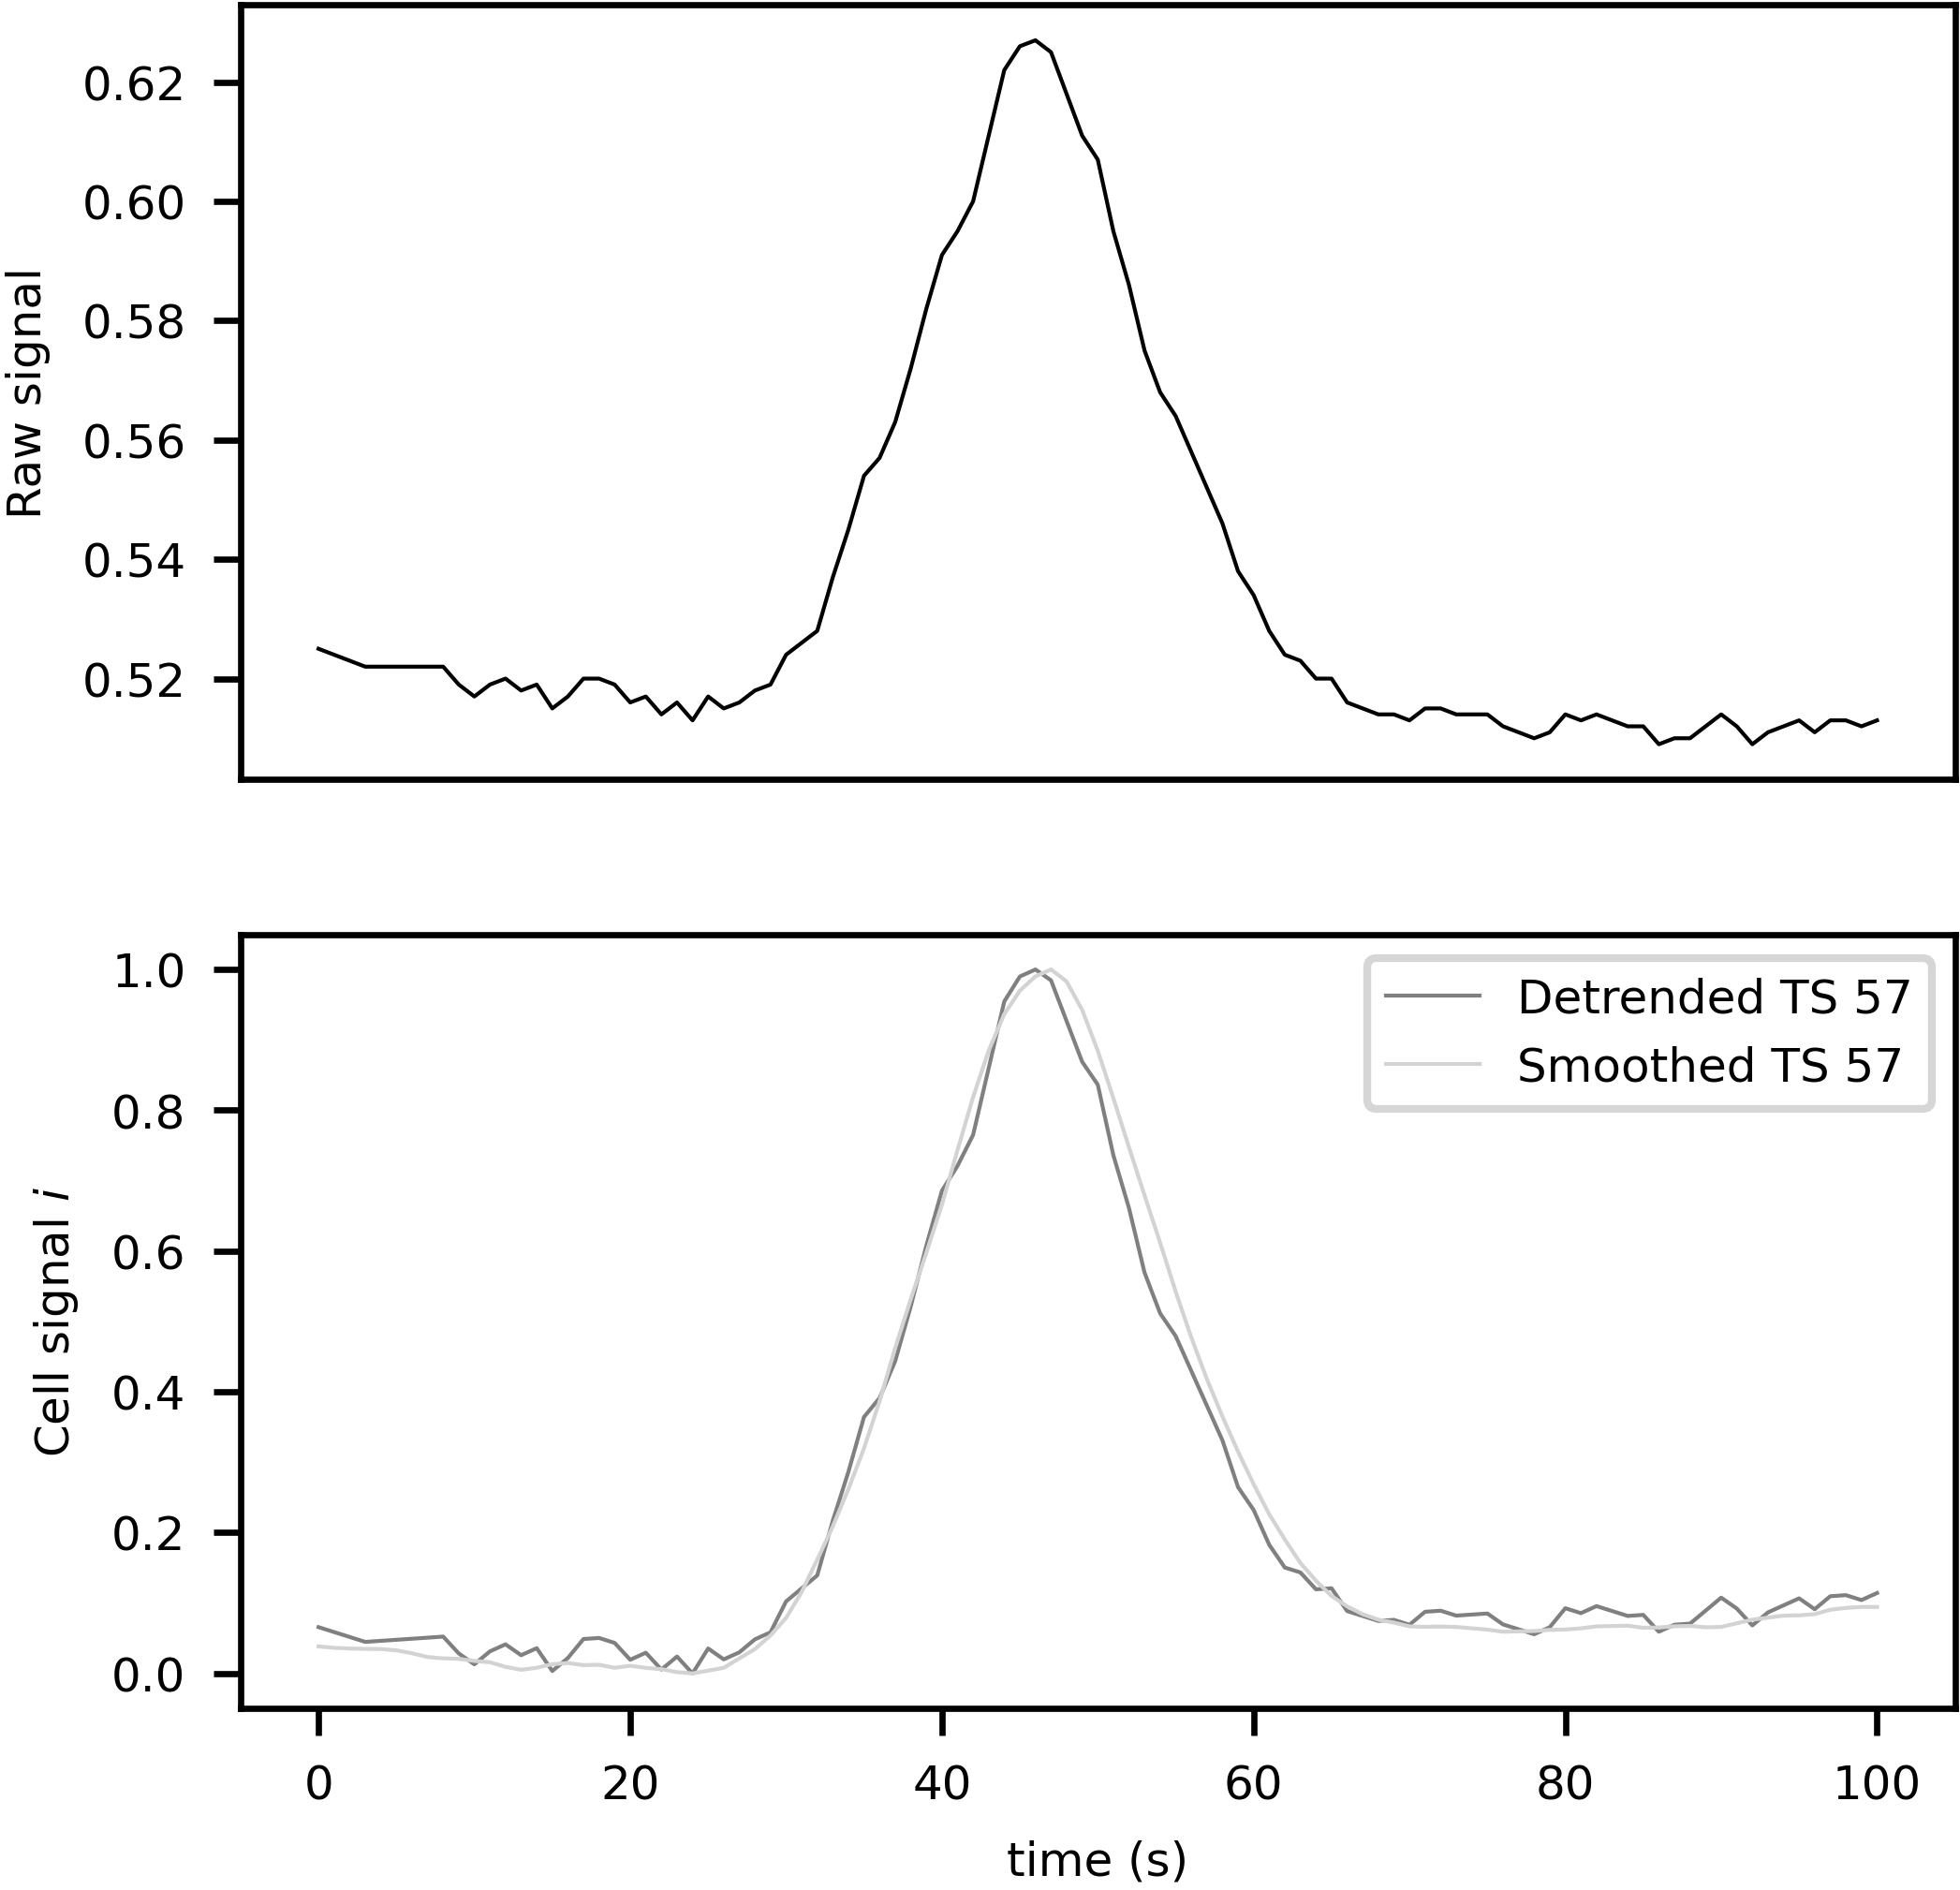 Raw signal
0.62
0.60
0.58
0.56
0.54
0.52
Cell signal i
1.0
0.8
0.6
0.4
0.2
0.0
Detrended TS 57
Smoothed TS 57
0 20 40 60 80 100
time (s)